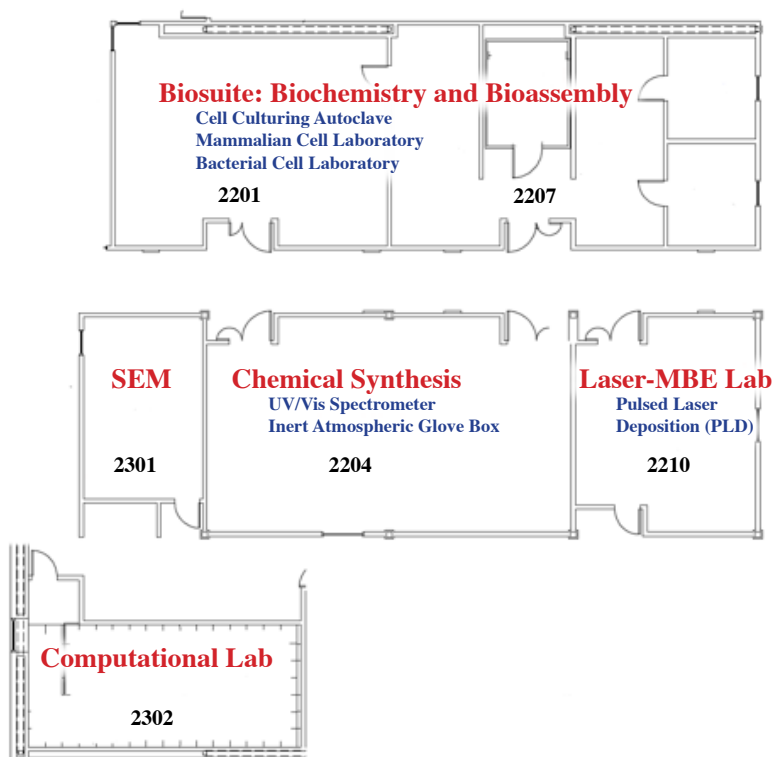 Biosuite: Biochemistry and Bioassembly
Cell Culturing Autoclave
Mammalian Cell Laboratory
Bacterial Cell Laboratory
2201
2207
SEM
2301
Chemical Synthesis
UV/Vis Spectrometer
Inert Atmospheric Glove Box
2204
Laser-MBE Lab
Pulsed Laser
Deposition (PLD)
2210
Computational Lab
2302